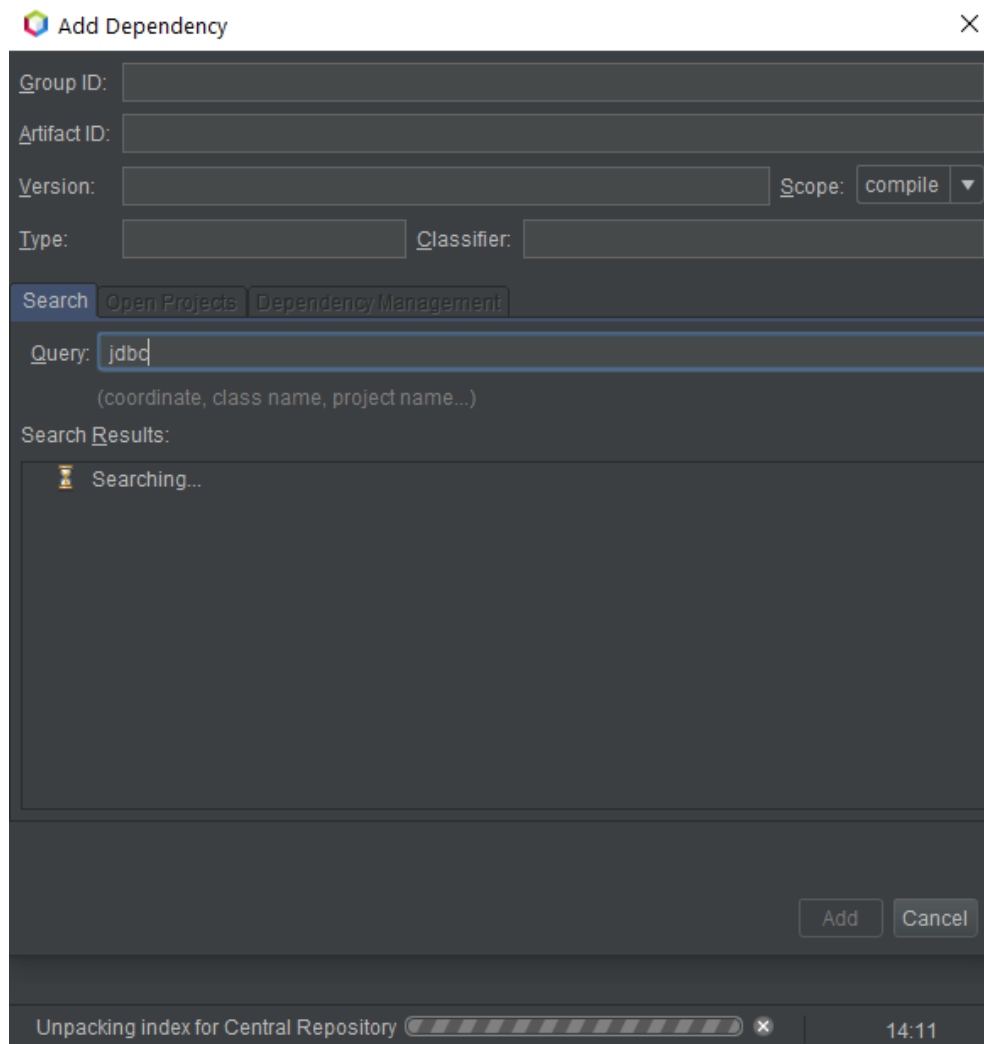 Add Dependency
Group ID:
Artifact ID:
Version: Scope: compile
Type: Classifier:
Search Open Projects Dependency Management
Query: jdbc
(coordinate, class name, project name...)
Search Results:
Searching...
Add Cancel
Unpacking index for Central Repository 14:11